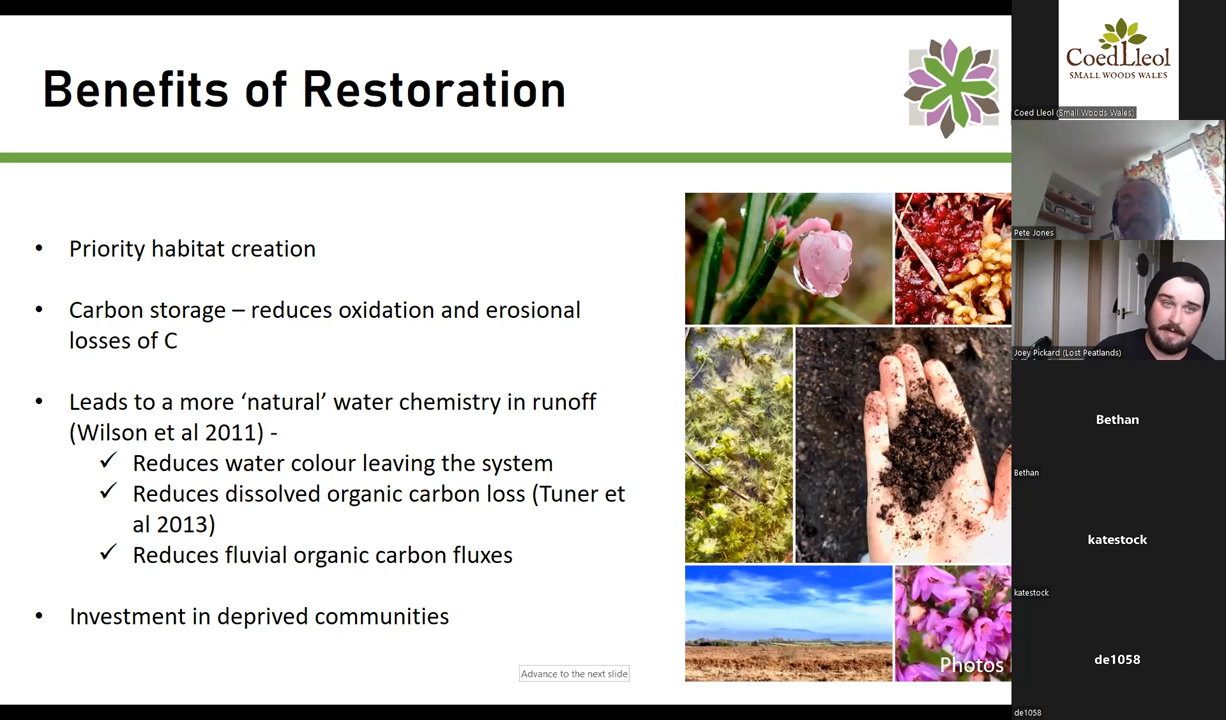 Benefits of Restoration
• Priority habitat creation
• Carbon storage – reduces oxidation and erosional
losses of C
• Leads to a more ‘natural’ water chemistry in runoff
(Wilson et al 2011) -
✓ Reduces water colour leaving the system
✓ Reduces dissolved organic carbon loss (Tuner et
al 2013)
✓ Reduces fluvial organic carbon fluxes
• Investment in deprived communities
Advance to the next slide
Photos
Coed Lleol
SMALL WOODS WALES
Coed Lleol (Small Woods Wales)
Pete Jones
Joey Pickard (Lost Peatlands)
Bethan
Bethan
katestock
katestock
de1058
de1058